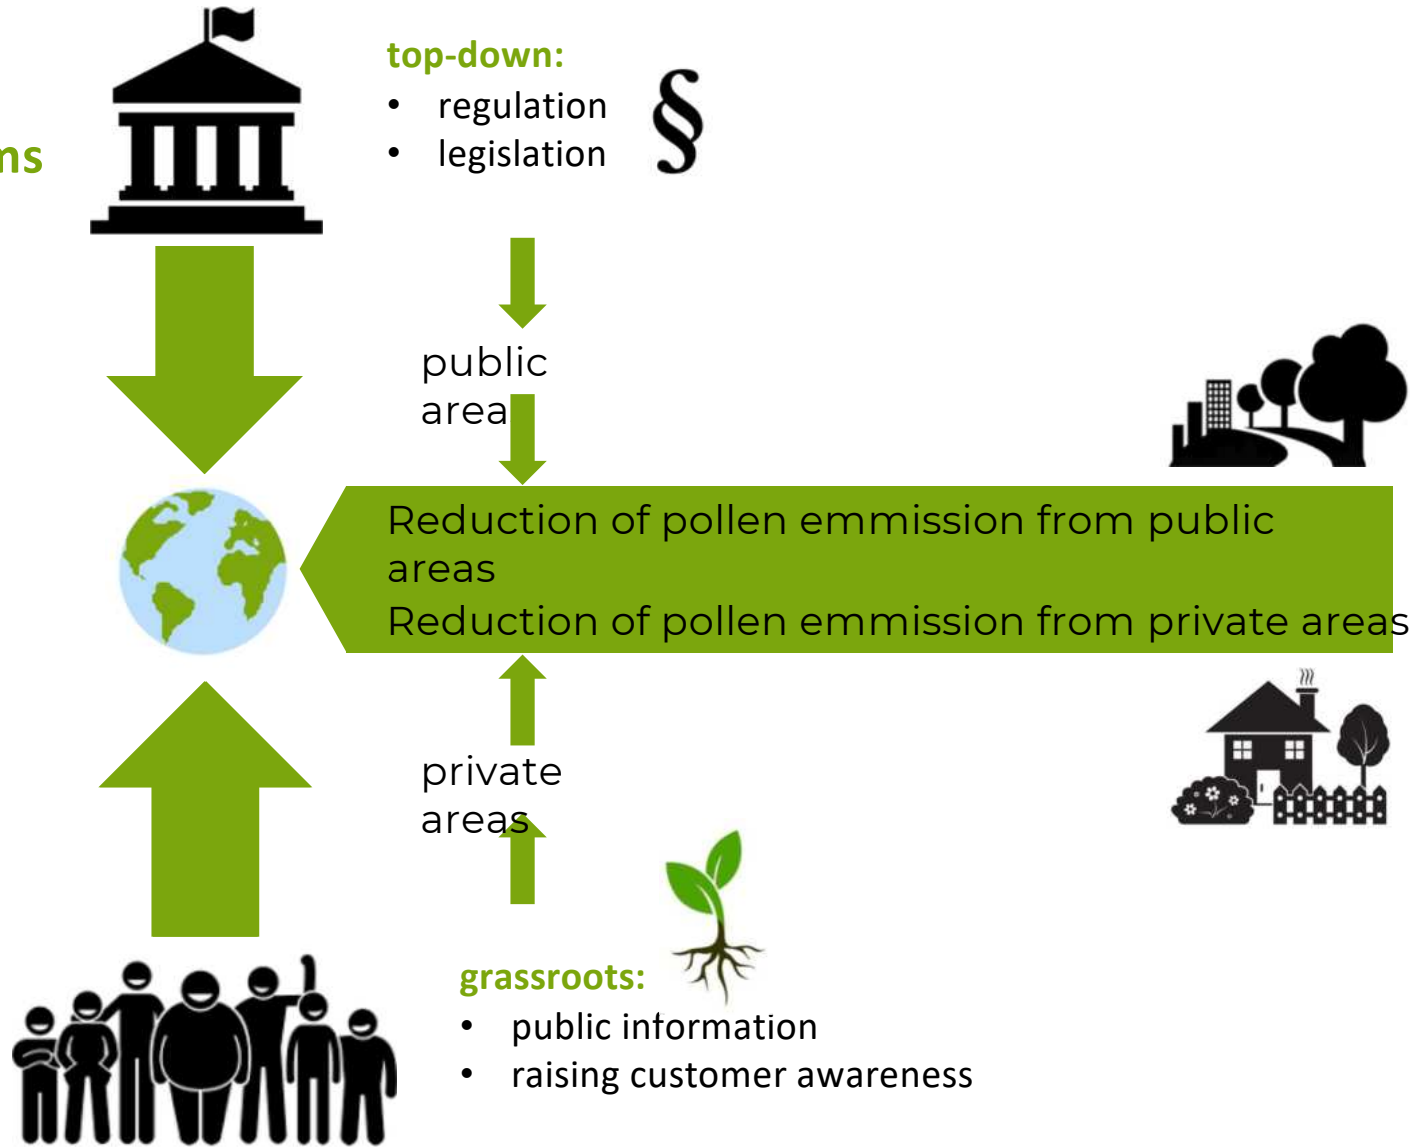 top-down:
• regulation
• legislation
§
ms
public
area
Reduction of pollen emmission from public
areas
Reduction of pollen emmission from private areas
private
areas
grassroots:
• public information
• raising customer awareness